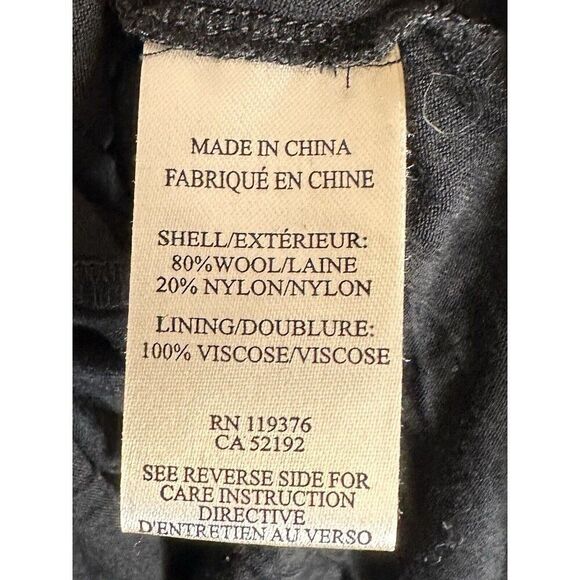 MADE IN CHINA
FABRIQUÉ EN CHINE
SHELL/EXTÉRIEUR:
80%WOOL/LAINE
20% NYLON/NYLON
LINING/DOUBLURE:
100% VISCOSE/VISCOSE
RN 119376
CA 52192
SEE REVERSE SIDE FOR
CARE INSTRUCTION
DIRECTIVE
D'ENTRETIEN AU VERSO